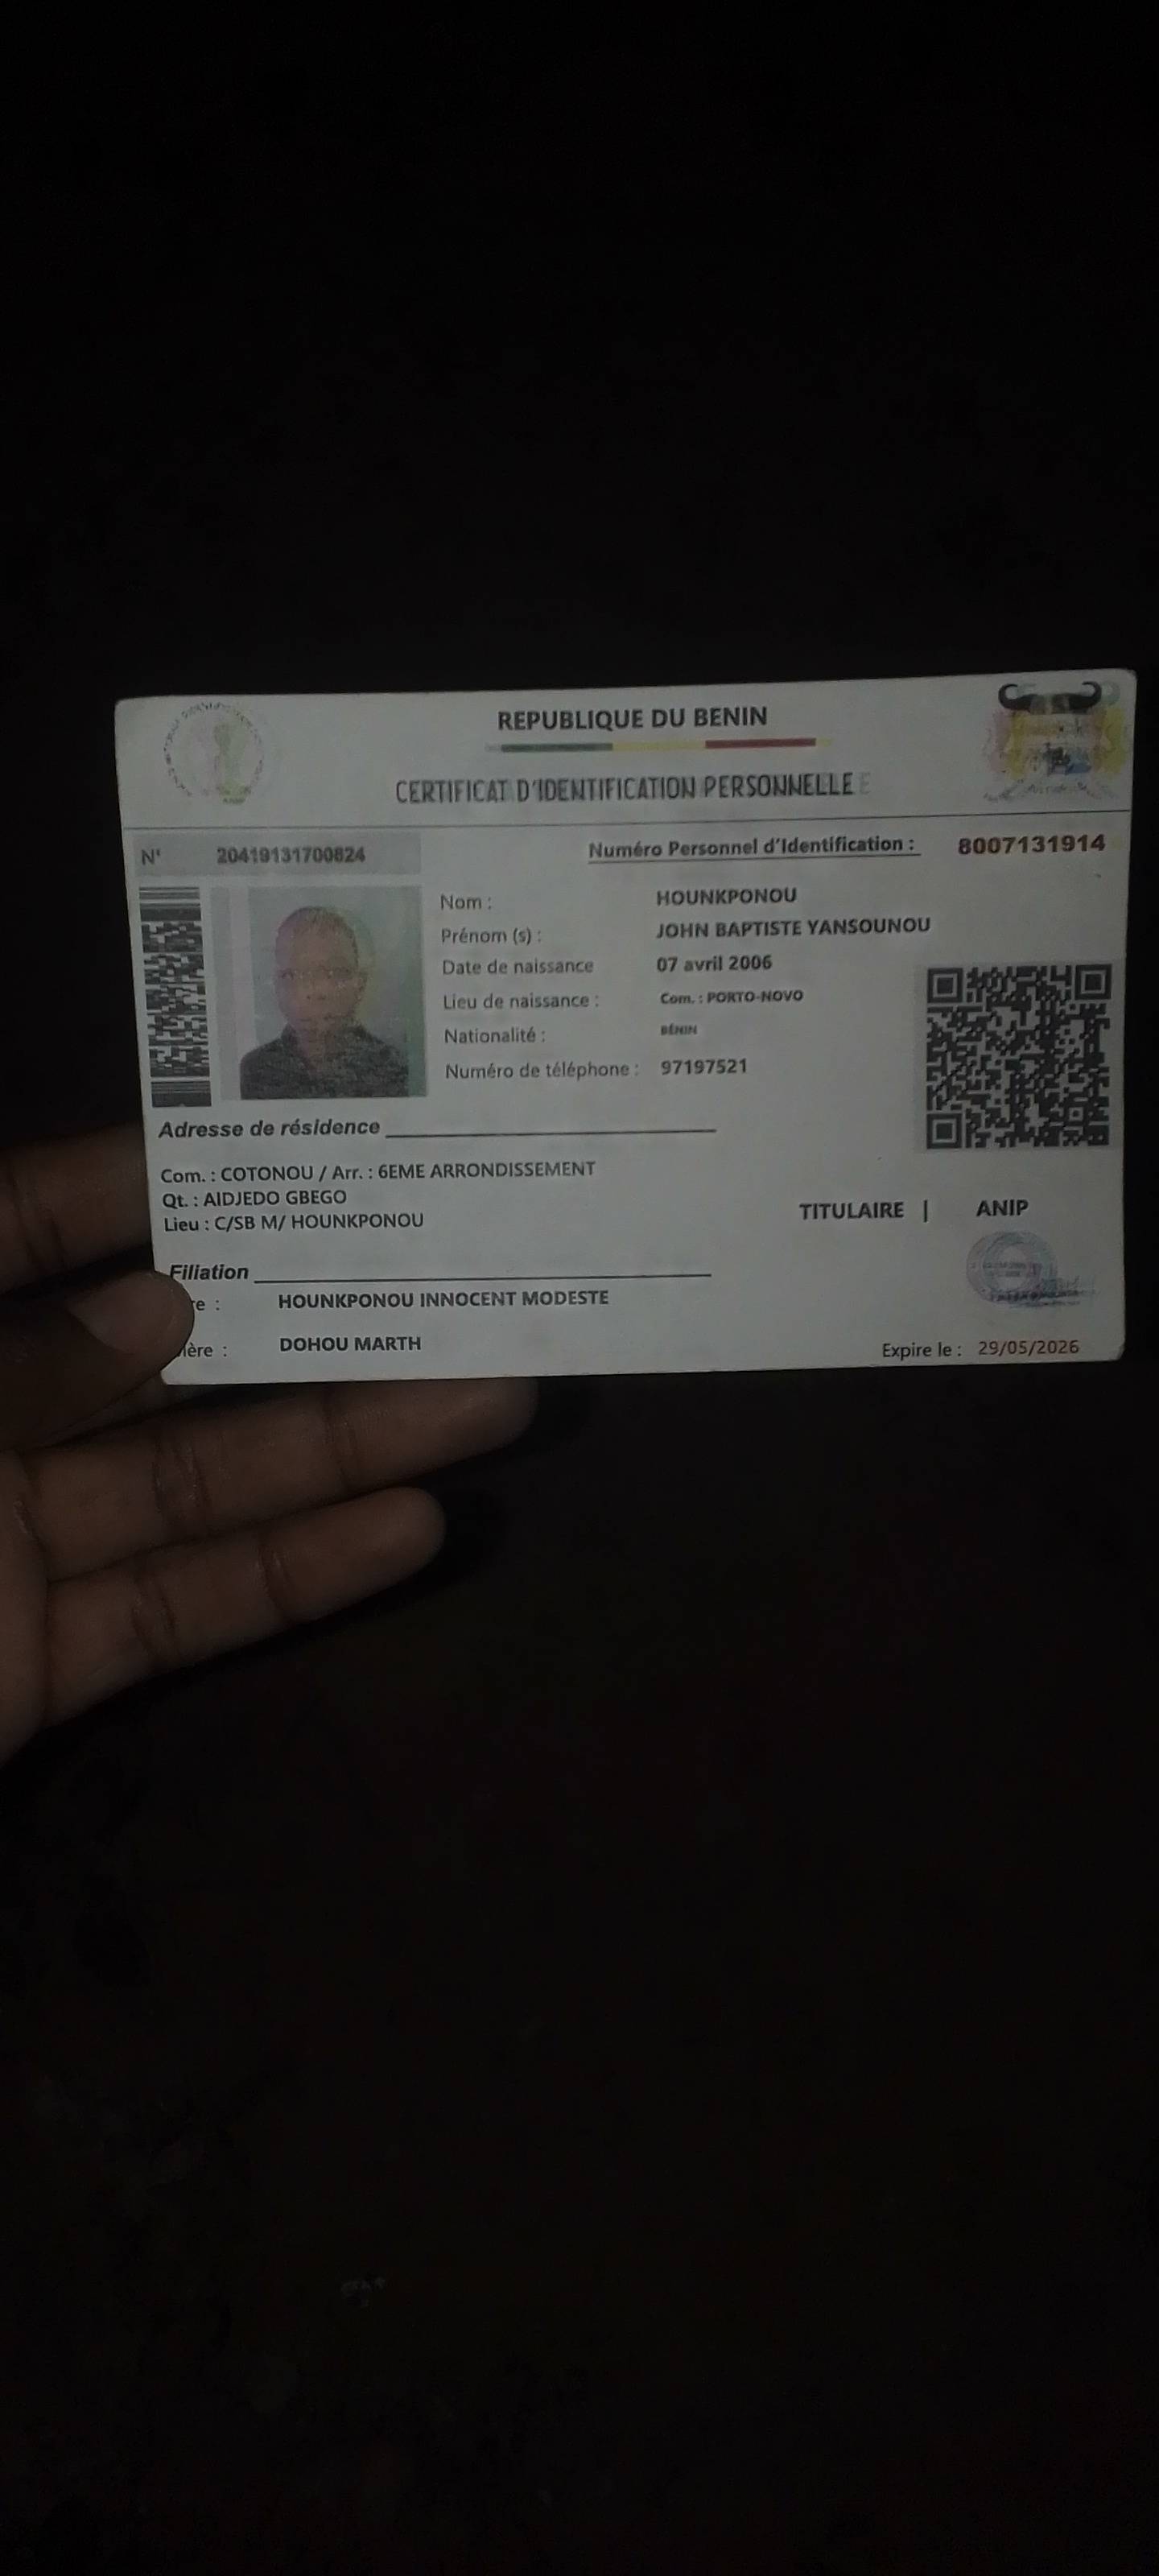 REPUBLIQUE DU BENIN
CERTIFICAT D'IDENTIFICATION PERSONNELLE
N° 20419131700824
Numéro Personnel d'Identification : 8007131914
Nom : HOUNKPONOU
Prénom (s) : JOHN BAPTISTE YANSOUNOU
Date de naissance 07 avril 2006
Lieu de naissance : Com. : PORTO-NOVO
Nationalité : BÉNIN
Numéro de téléphone : 97197521
Adresse de résidence
Com. : COTONOU / Arr. : 6EME ARRONDISSEMENT
Qt. : AIDJEDO GBEGO
Lieu : C/SB M/ HOUNKPONOU
TITULAIRE | ANIP
Filiation
re : HOUNKPONOU INNOCENT MODESTE
ère : DOHOU MARTH
Expire le : 29/05/2026